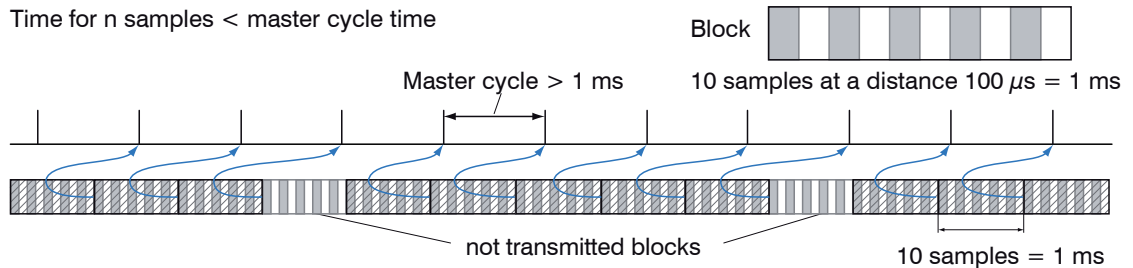 Time for n samples < master cycle time
Block
Master cycle > 1 ms
10 samples at a distance 100 µs = 1 ms
not transmitted blocks
10 samples = 1 ms